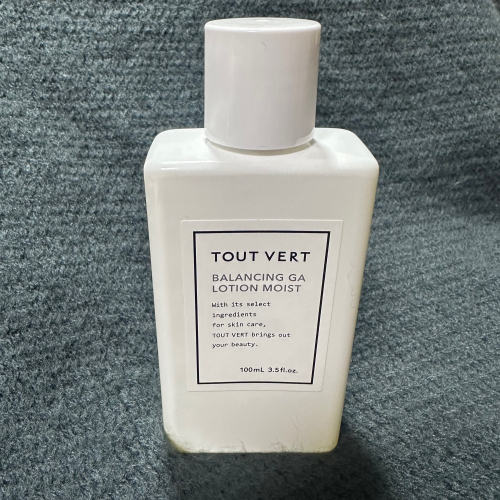 TOUT VERT
BALANCING GA
LOTION MOIST
With its select
ingredients
for skin care,
TOUT VERT brings out
your beauty.
100mL 3.5fl.oz.